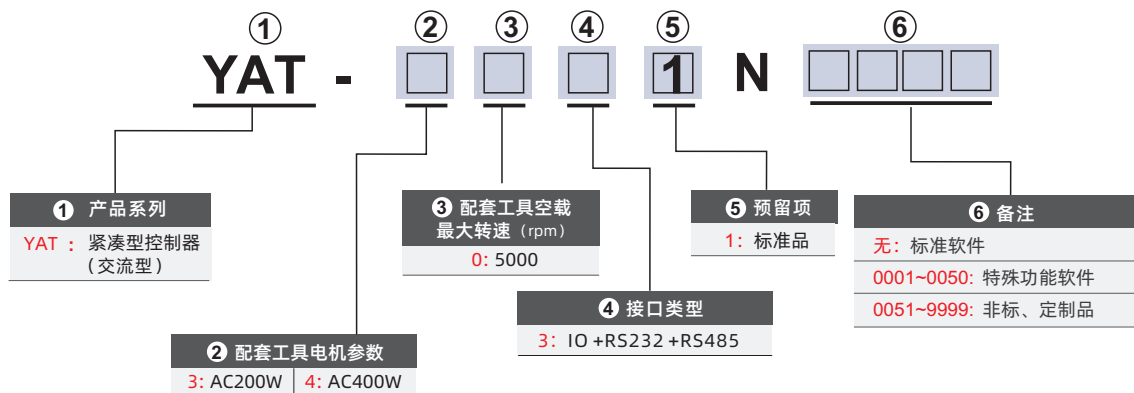 ① ② ③ ④ ⑤ ⑥
YAT - □ □ □ 1 N □□□□
① 产品系列
YAT : 紧凑型控制器
(交流型)
② 配套工具电机参数
3: AC200W 4: AC400W
③ 配套工具空载
最大转速 (rpm)
0: 5000
④ 接口类型
3: IO+RS232+RS485
⑤ 预留项
1: 标准品
⑥ 备注
无: 标准软件
0001~0050: 特殊功能软件
0051~9999: 非标、定制品